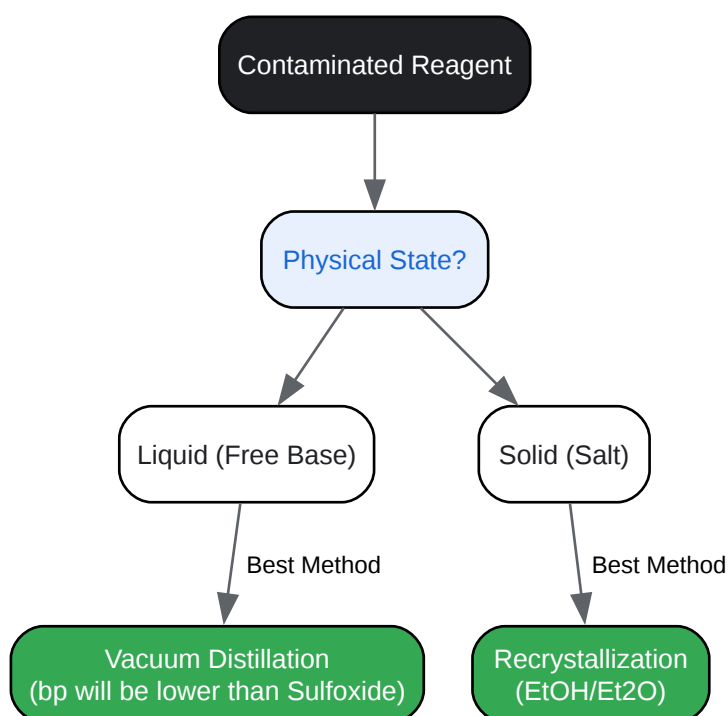 Contaminated Reagent
Physical State?
Liquid (Free Base)
Solid (Salt)
Best Method
Best Method
Vacuum Distillation
(bp will be lower than Sulfoxide)
Recrystallization
(EtOH/Et2O)